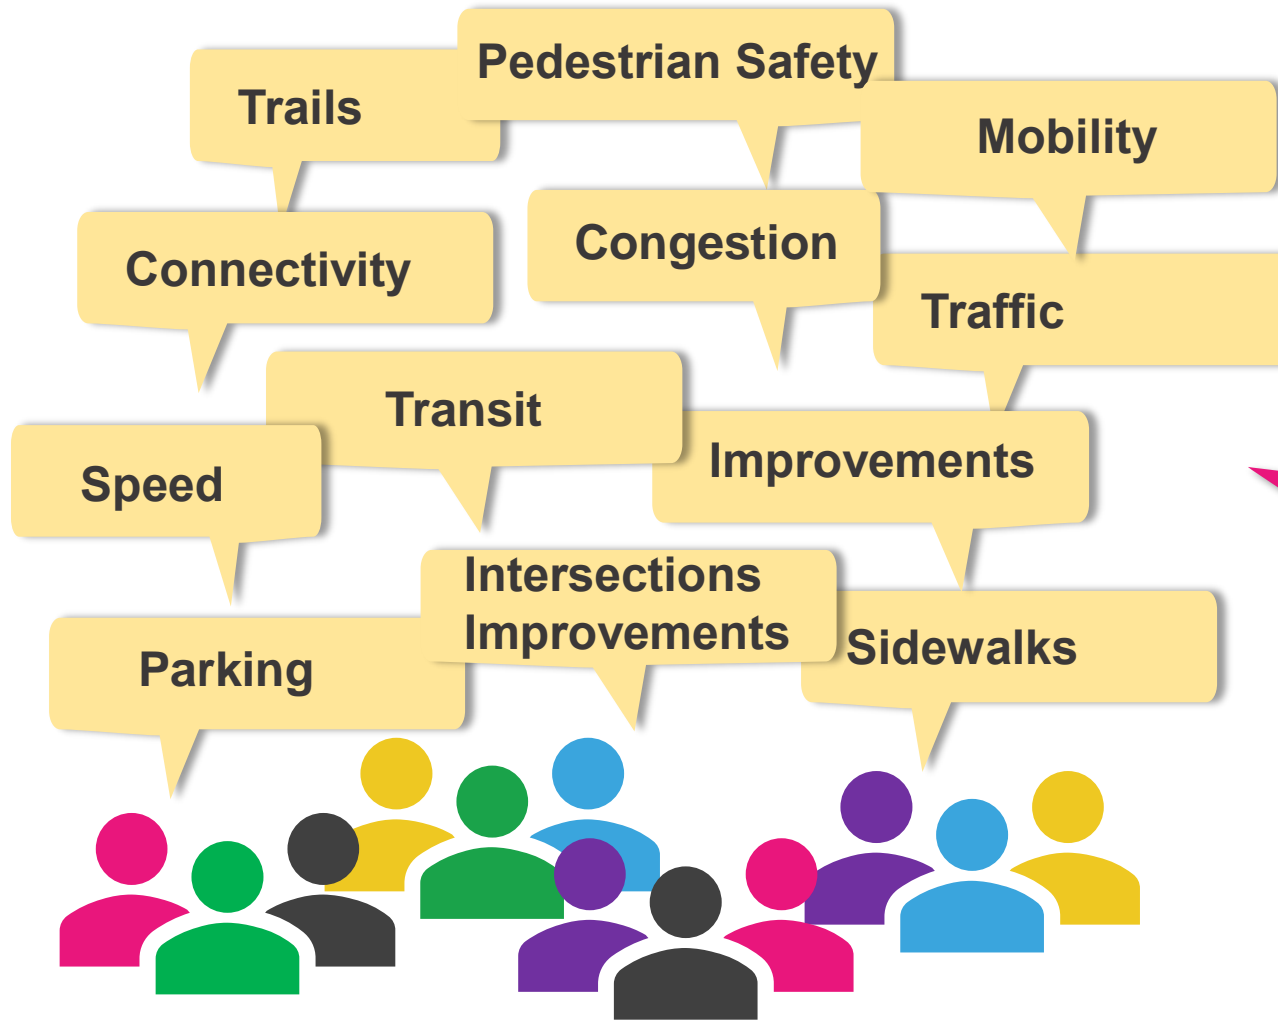 Pedestrian Safety
Trails
Mobility
Congestion
Connectivity
Traffic
Transit
Improvements
Speed
Intersections
Improvements
Sidewalks
Parking